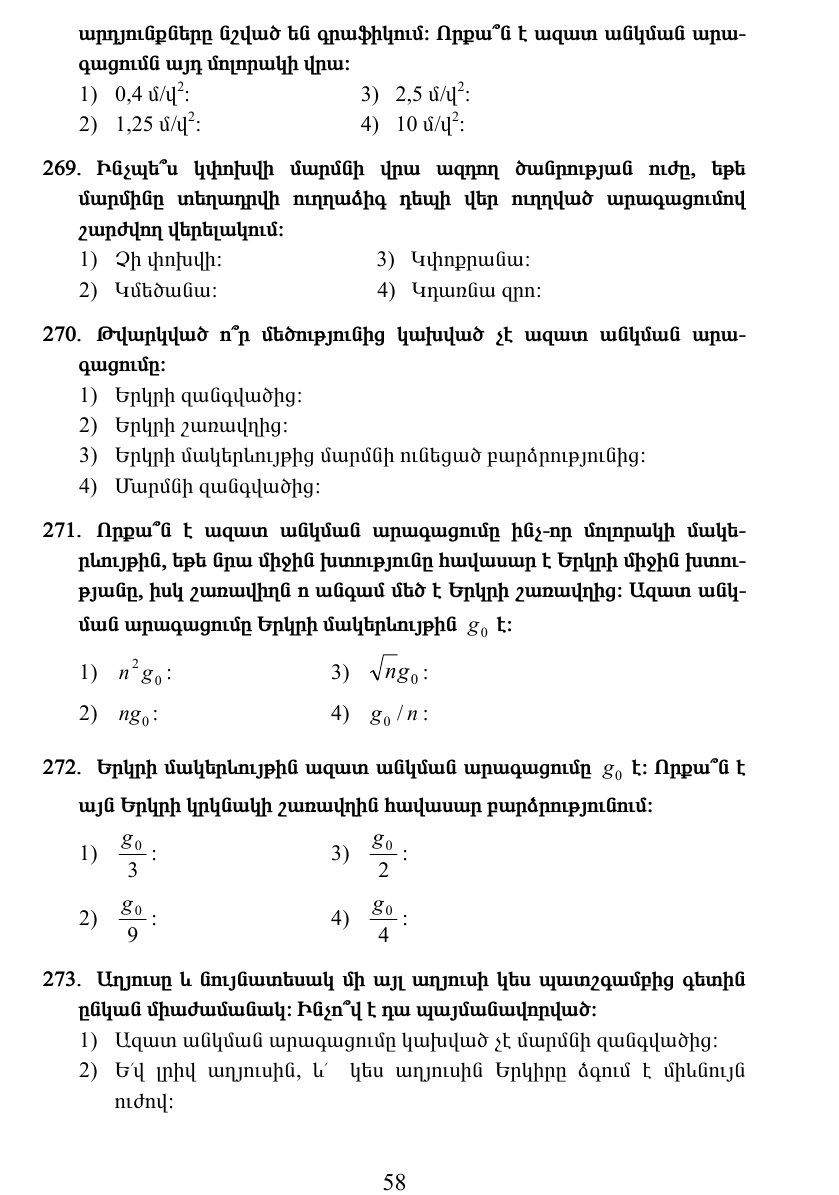 արդյունքները նշված են գրաֆիկում: Որքա՞ն է ազատ անկման արա-
գացումն այդ մոլորակի վրա:
1) 0,4 մ/վ²: 3) 2,5 մ/վ²:
2) 1,25 մ/վ²: 4) 10 մ/վ²:
269. Ինչպե՞ս կփոխվի մարմնի վրա ազդող ծանրության ուժը, եթե
մարմինը տեղադրվի ուղղաձիգ դեպի վեր ուղղված արագացումով
շարժվող վերելակում:
1) Չի փոխվի: 3) Կփոքրանա:
2) Կմեծանա: 4) Կդառնա զրո:
270. Թվարկված ո՞ր մեծությունից կախված չէ ազատ անկման արա-
գացումը:
1) Երկրի զանգվածից:
2) Երկրի շառավղից:
3) Երկրի մակերևույթից մարմնի ունեցած բարձրությունից:
4) Մարմնի զանգվածից:
271. Որքա՞ն է ազատ անկման արագացումը ինչ-որ մոլորակի մակե-
րևույթին, եթե նրա միջին խտությունը հավասար է Երկրի միջին խտու-
թյանը, իսկ շառավիղն n անգամ մեծ է Երկրի շառավղից: Ազատ անկ-
ման արագացումը Երկրի մակերևույթին g₀ է:
1) n²g₀: 3) √ng₀:
2) ng₀: 4) g₀/n:
272. Երկրի մակերևույթին ազատ անկման արագացումը g₀ է: Որքա՞ն է
այն Երկրի կրկնակի շառավղին հավասար բարձրությունում:
1) g₀/3: 3) g₀/2:
2) g₀/9: 4) g₀/4:
273. Աղյուսը և նույնատեսակ մի այլ աղյուսի կես պատշգամբից գետին
ընկան միաժամանակ: Ինչո՞վ է դա պայմանավորված:
1) Ազատ անկման արագացումը կախված չէ մարմնի զանգվածից:
2) Ե՛վ լրիվ աղյուսին, և՛ կես աղյուսին Երկիրը ձգում է միևնույն
ուժով:
58